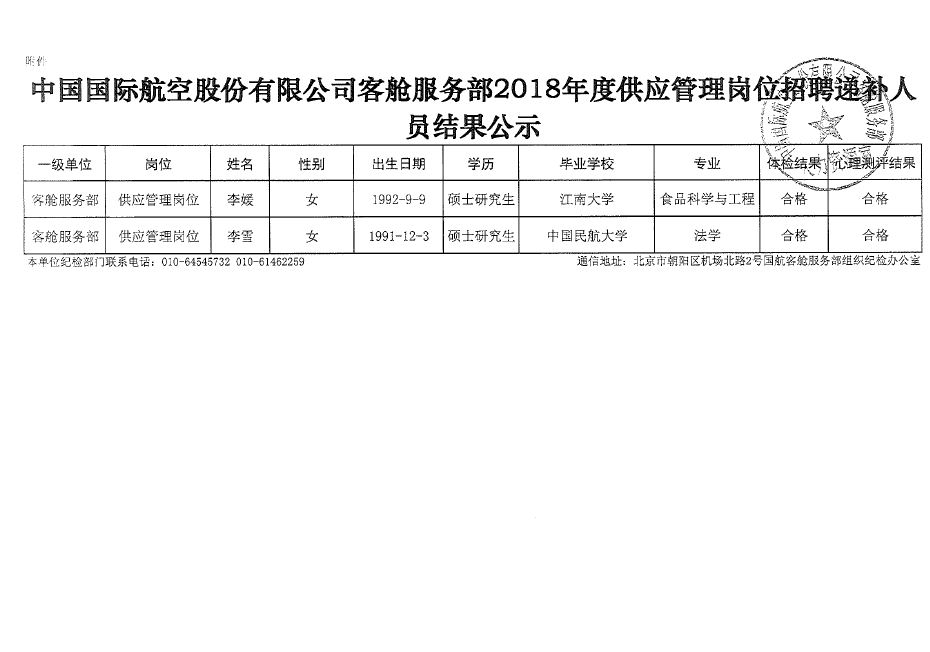 附件
中国国际航空股份有限公司客舱服务部2018年度供应管理岗位招聘递补人
员结果公示
一级单位 岗位 姓名 性别 出生日期 学历 毕业学校 专业 体检结果 心理测评结果
客舱服务部 供应管理岗位 李媛 女 1992-9-9 硕士研究生 江南大学 食品科学与工程 合格 合格
客舱服务部 供应管理岗位 李雪 女 1991-12-3 硕士研究生 中国民航大学 法学 合格 合格
本单位纪检部门联系电话：010-64545732 010-61462259 通信地址：北京市朝阳区机场北路2号国航客舱服务部组织纪检办公室